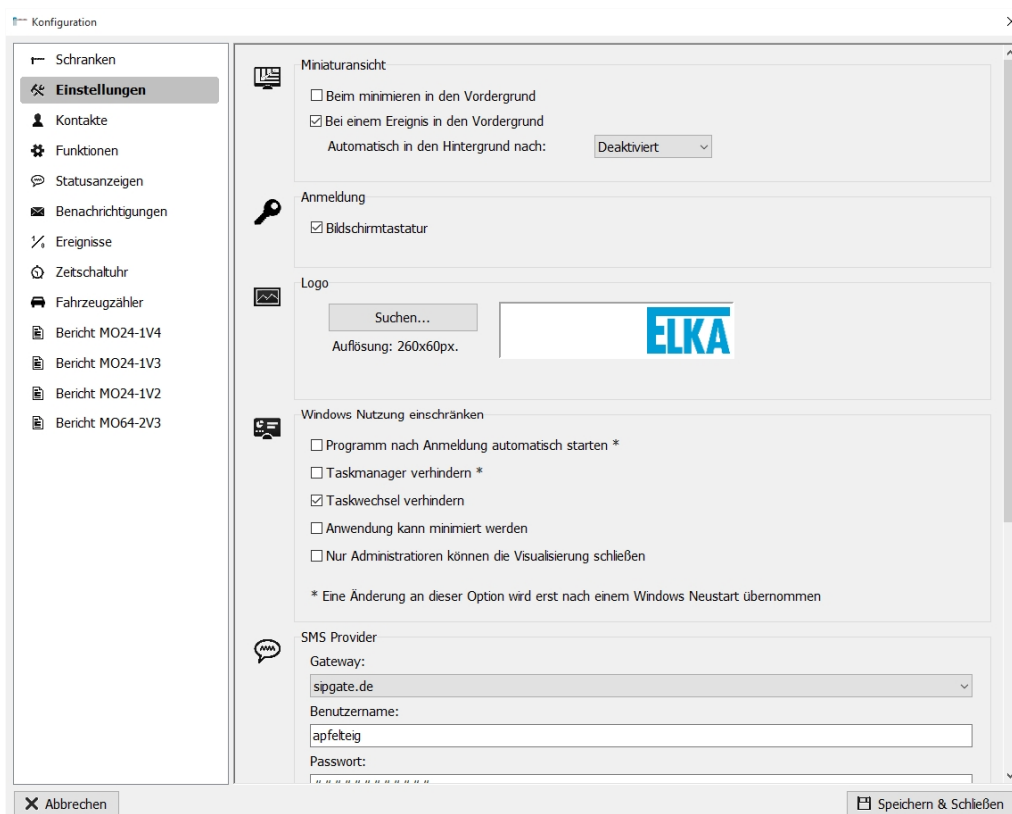 Konfiguration
Schranken
Einstellungen
Kontakte
Funktionen
Statusanzeigen
Benachrichtigungen
Ereignisse
Zeitschaltuhr
Fahrzeugzähler
Bericht MO24-1V4
Bericht MO24-1V3
Bericht MO24-1V2
Bericht MO64-2V3
Miniaturansicht
Beim minimieren in den Vordergrund
Bei einem Ereignis in den Vordergrund
Automatisch in den Hintergrund nach: Deaktiviert
Anmeldung
Bildschirmtastatur
Logo
Suchen...
Auflösung: 260x60px.
ELKA
Windows Nutzung einschränken
Programm nach Anmeldung automatisch starten *
Taskmanager verhindern *
Taskwechsel verhindern
Anwendung kann minimiert werden
Nur Administratioren können die Visualisierung schließen
* Eine Änderung an dieser Option wird erst nach einem Windows Neustart übernommen
SMS Provider
Gateway:
sipgate.de
Benutzername:
apfelteig
Passwort:
Abbrechen
Speichern & Schließen